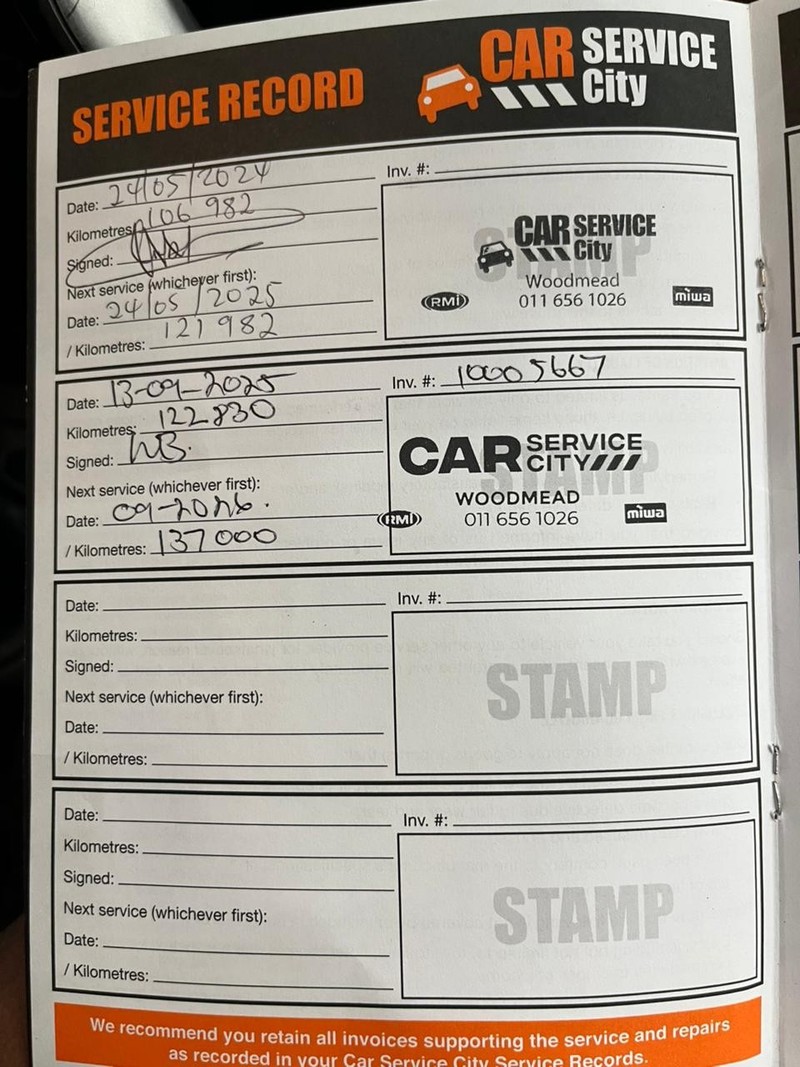 SERVICE RECORD
CAR SERVICE City
Date: 24/05/2024
Kilometres: 106 982
Signed:
Next service (whichever first):
Date: 24/05/2025
/ Kilometres: 121 982
Inv. #:
STAMP
CAR SERVICE City
Woodmead
RMI 011 656 1026 miwa
Date: 13-09-2025
Kilometres: 122 830
Signed: WB.
Next service (whichever first):
Date: 09-2026.
/ Kilometres: 137 000
Inv. #: 10005667
STAMP
CAR SERVICE CITY
WOODMEAD
RMI 011 656 1026 miwa
Date:
Kilometres:
Signed:
Next service (whichever first):
Date:
/ Kilometres:
Inv. #:
STAMP
Date:
Kilometres:
Signed:
Next service (whichever first):
Date:
/ Kilometres:
Inv. #:
STAMP
We recommend you retain all invoices supporting the service and repairs
as recorded in your Car Service City Service Records.